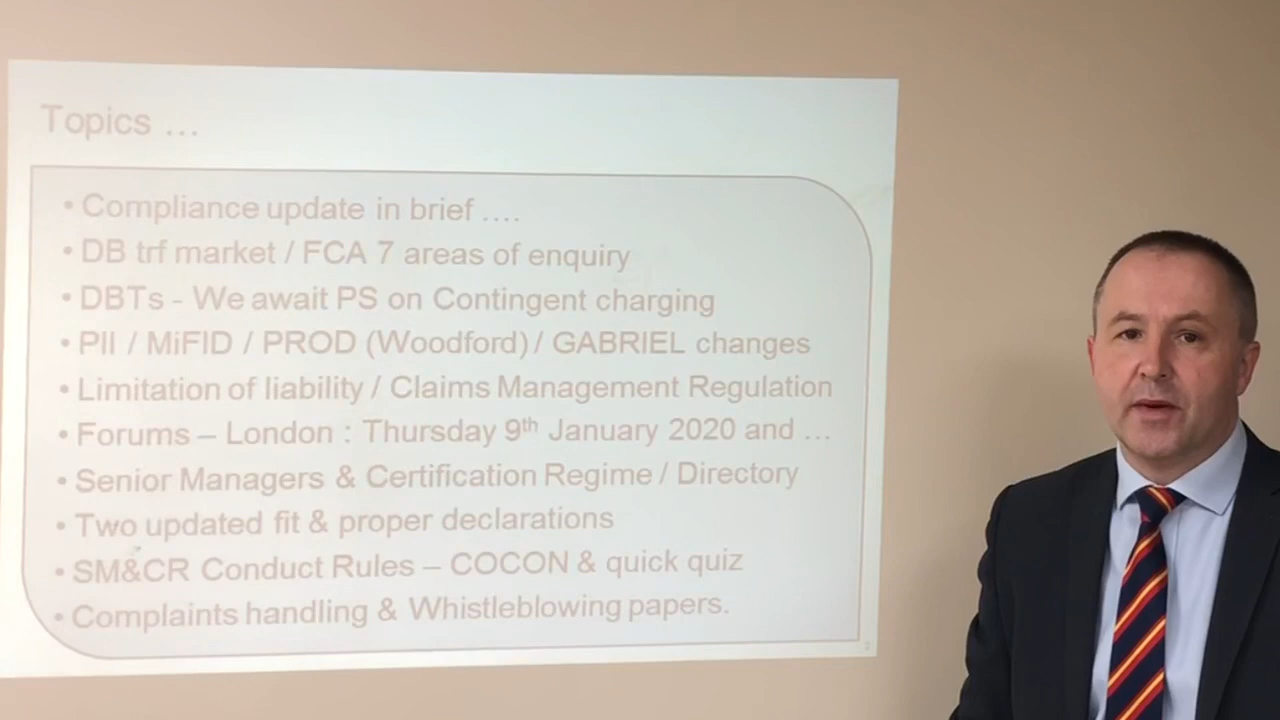 Topics ...
• Compliance update in brief ....
• DB trf market / FCA 7 areas of enquiry
• DBTs - We await PS on Contingent charging
• PII / MiFID / PROD (Woodford) / GABRIEL changes
• Limitation of liability / Claims Management Regulation
• Forums – London : Thursday 9th January 2020 and ...
• Senior Managers & Certification Regime / Directory
• Two updated fit & proper declarations
• SM&CR Conduct Rules – COCON & quick quiz
• Complaints handling & Whistleblowing papers.